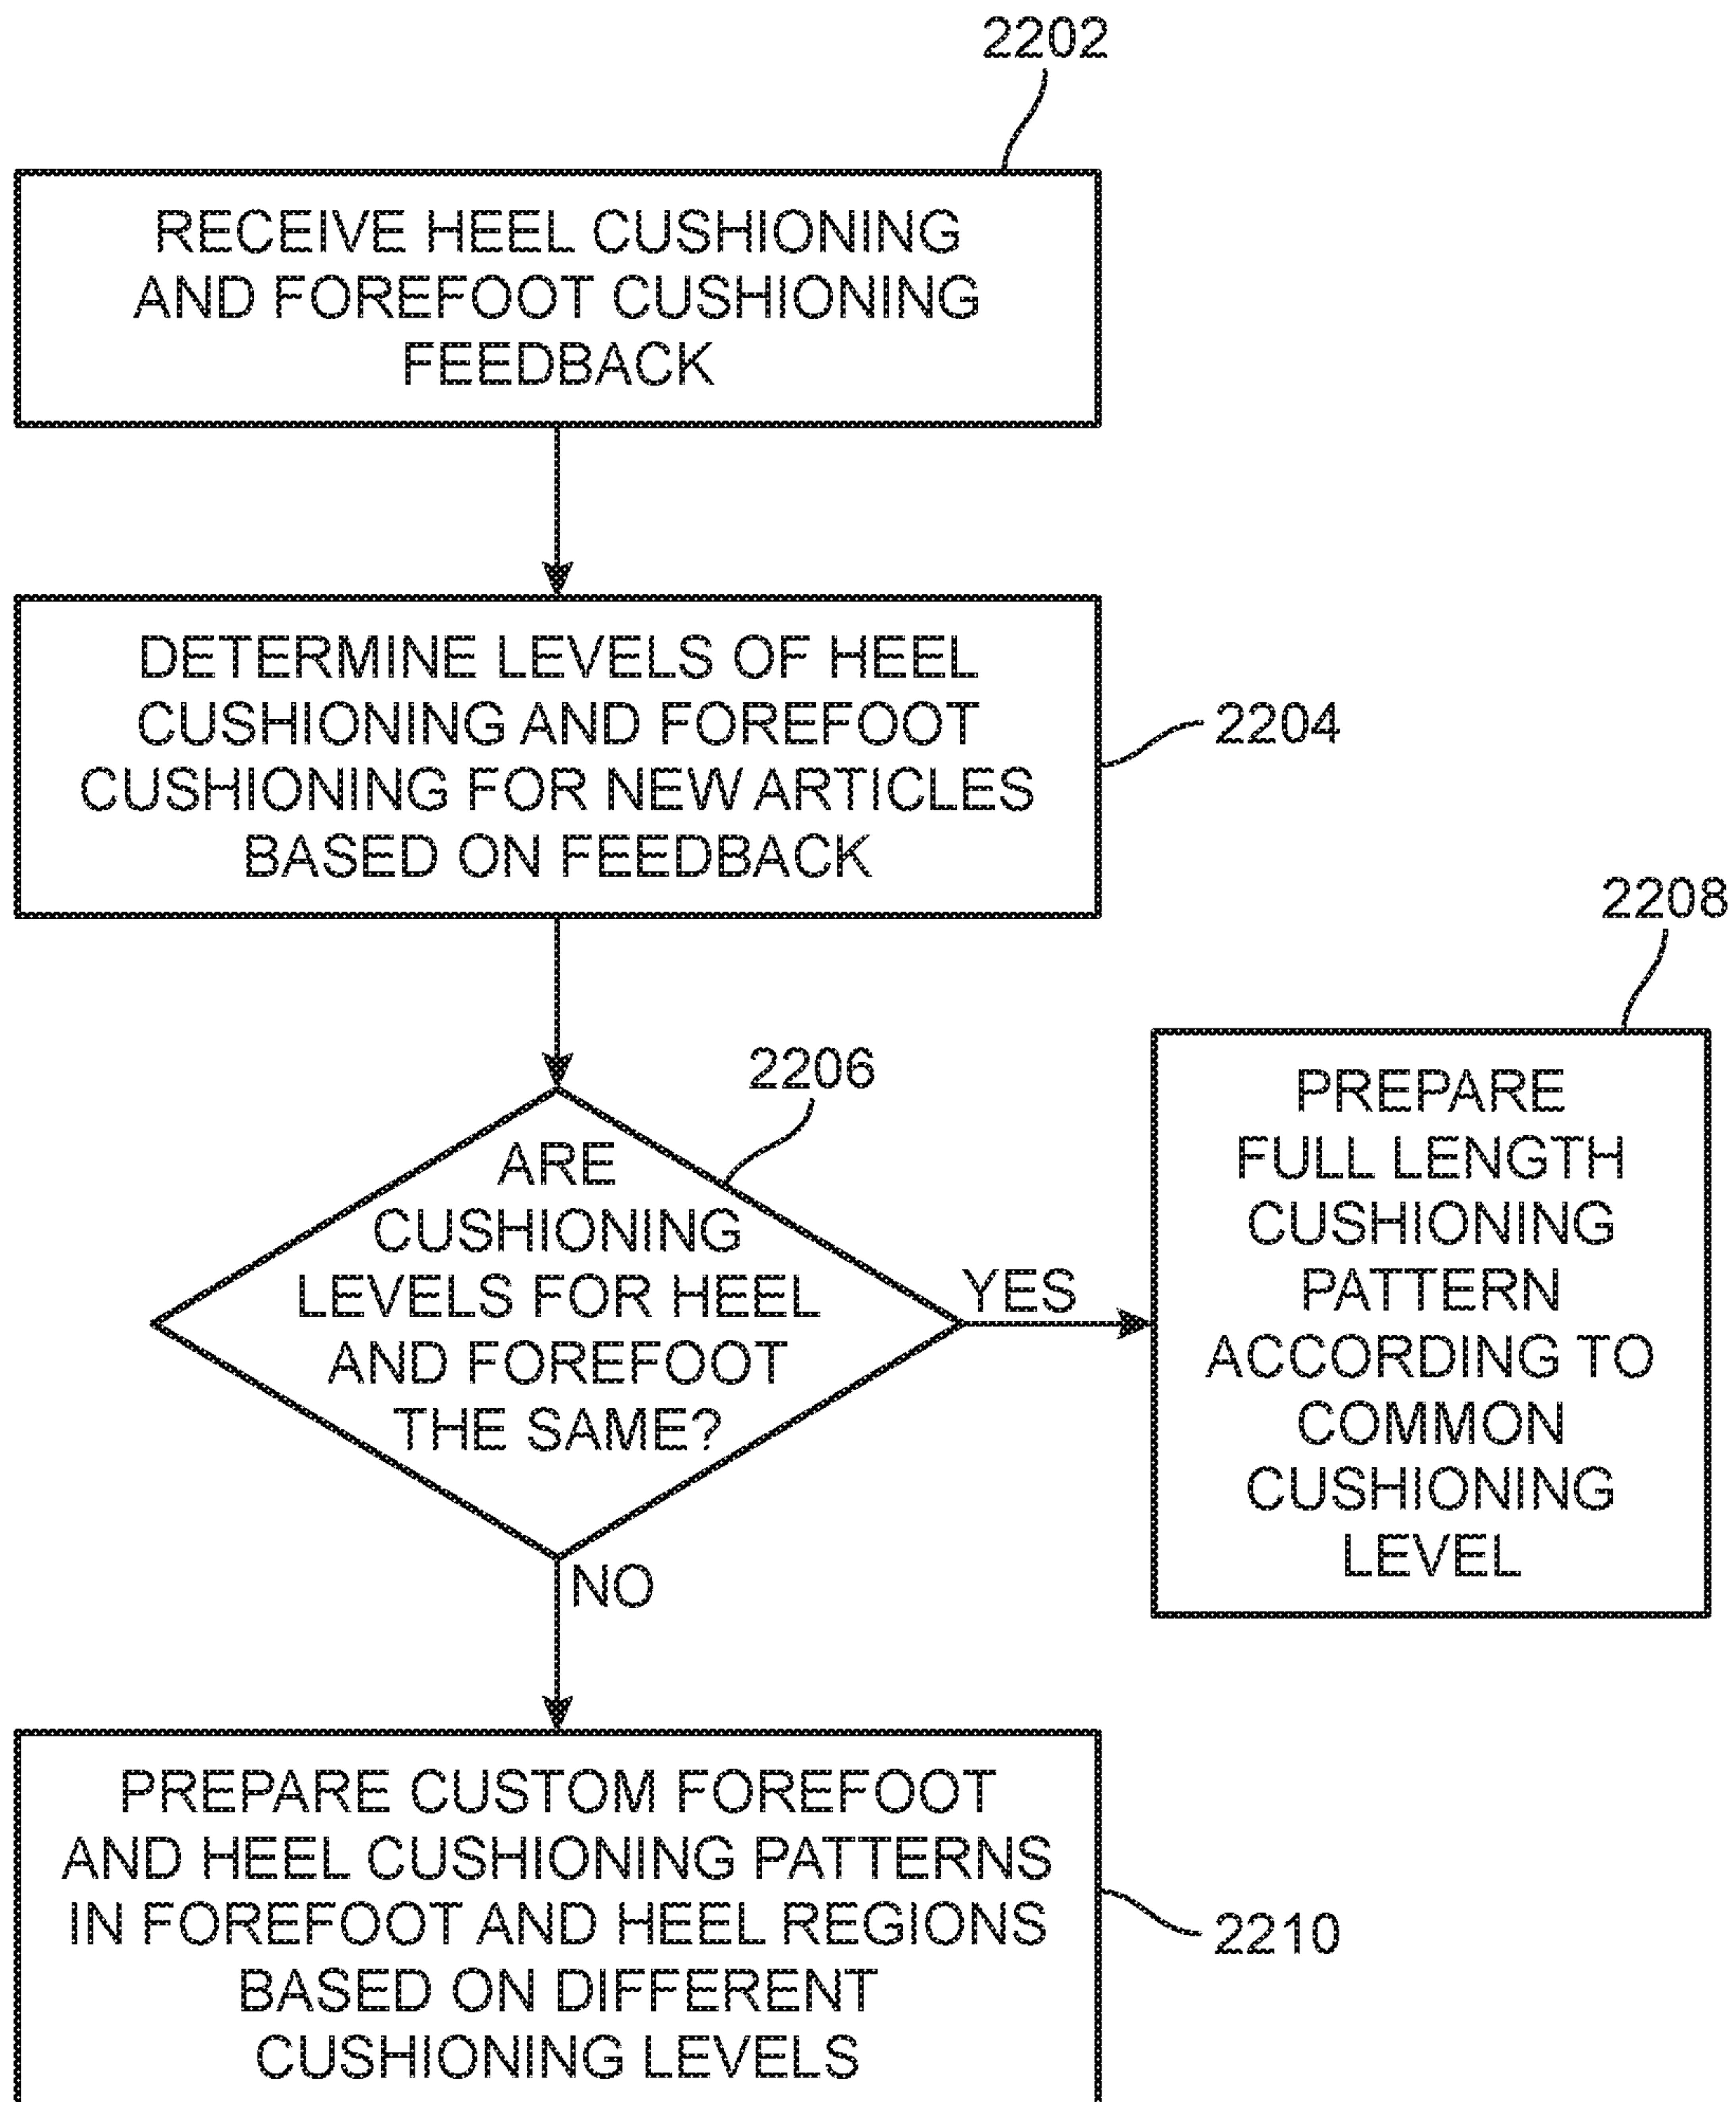 2202
RECEIVE HEEL CUSHIONING
AND FOREFOOT CUSHIONING
FEEDBACK
DETERMINE LEVELS OF HEEL
CUSHIONING AND FOREFOOT
CUSHIONING FOR NEW ARTICLES
BASED ON FEEDBACK
2204
2206
ARE
CUSHIONING
LEVELS FOR HEEL
AND FOREFOOT
THE SAME?
YES
NO
2208
PREPARE
FULL LENGTH
CUSHIONING
PATTERN
ACCORDING TO
COMMON
CUSHIONING
LEVEL
PREPARE CUSTOM FOREFOOT
AND HEEL CUSHIONING PATTERNS
IN FOREFOOT AND HEEL REGIONS
BASED ON DIFFERENT
CUSHIONING LEVELS
2210